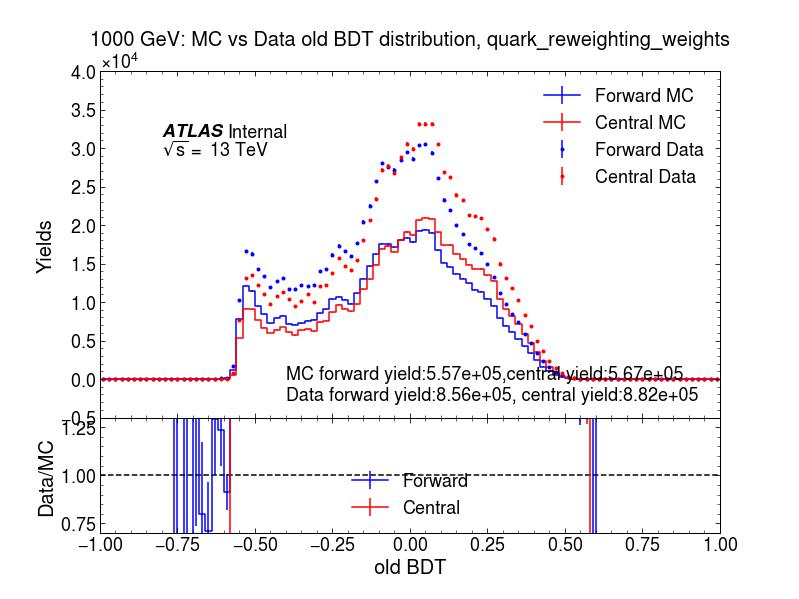 1000 GeV: MC vs Data old BDT distribution, quark_reweighting_weights
×10⁴
4.0
3.5
3.0
2.5
2.0
1.5
1.0
0.5
0.0
0.5
Yields
ATLAS Internal
√s = 13 TeV
Forward MC
Central MC
Forward Data
Central Data
MC forward yield:5.57e+05,central yield:5.67e+05
Data forward yield:8.56e+05, central yield:8.82e+05
1.25
1.00
0.75
Data/MC
Forward
Central
−1.00 −0.75 −0.50 −0.25 0.00 0.25 0.50 0.75 1.00
old BDT